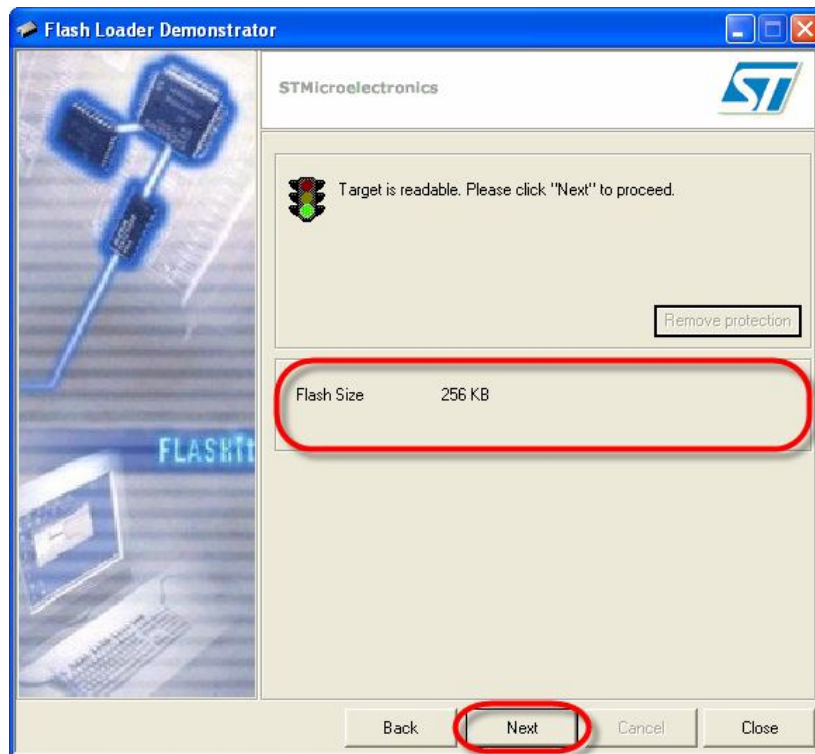 Flash Loader Demonstrator
STMicroelectronics
ST
Target is readable. Please click "Next" to proceed.
Remove protection
Flash Size 256 KB
FLASHit
Back Next Cancel Close